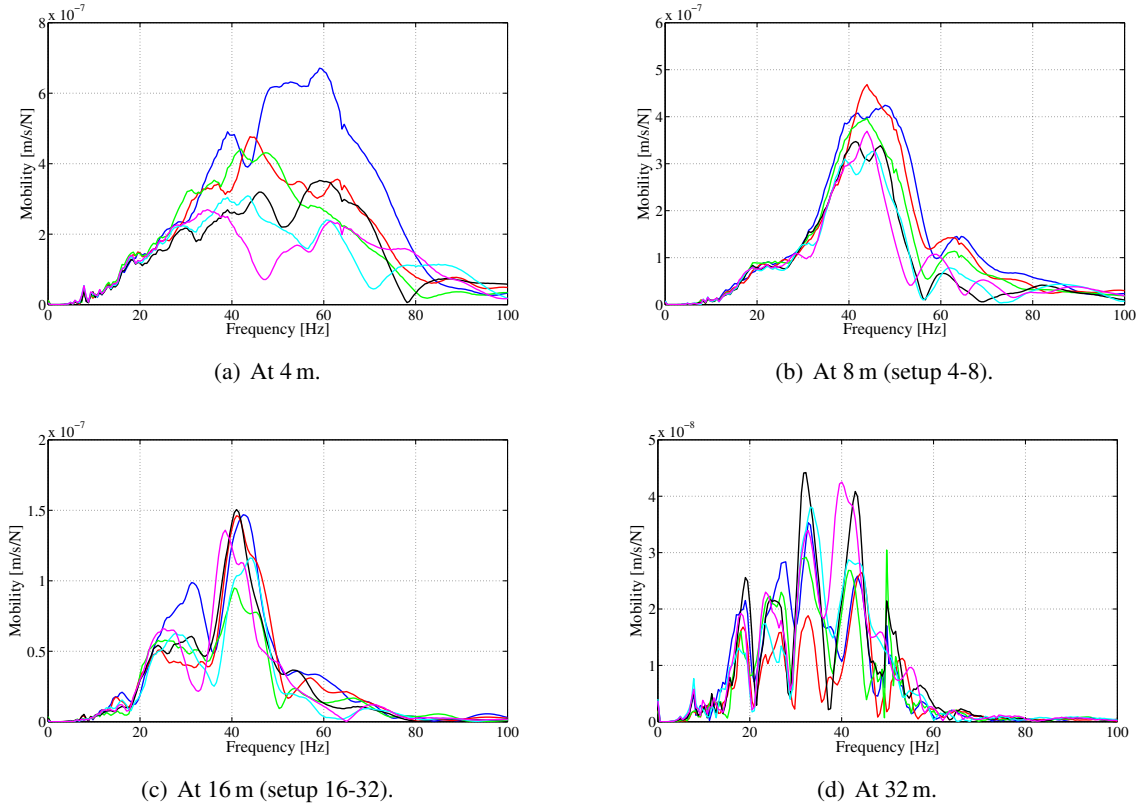 8 x 10⁻⁷
6
4
2
0
Mobility [m/s/N]
0 20 40 60 80 100
Frequency [Hz]
(a) At 4 m.
6 x 10⁻⁷
5
4
3
2
1
0
Mobility [m/s/N]
0 20 40 60 80 100
Frequency [Hz]
(b) At 8 m (setup 4-8).
2 x 10⁻⁷
1.5
1
0.5
0
Mobility [m/s/N]
0 20 40 60 80 100
Frequency [Hz]
(c) At 16 m (setup 16-32).
5 x 10⁻⁸
4
3
2
1
0
Mobility [m/s/N]
0 20 40 60 80 100
Frequency [Hz]
(d) At 32 m.